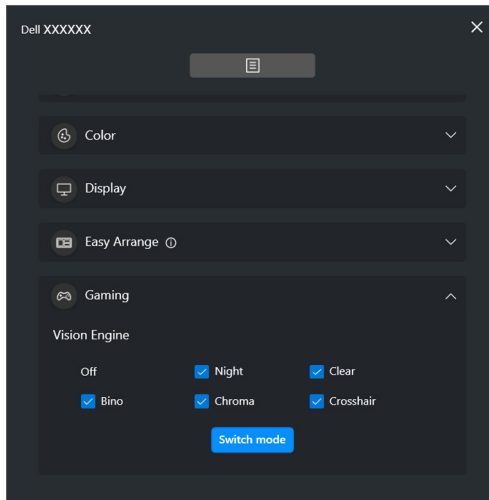 Dell XXXXXX
Color
Display
Easy Arrange
Gaming
Vision Engine
Off Night Clear
Bino Chroma Crosshair
Switch mode